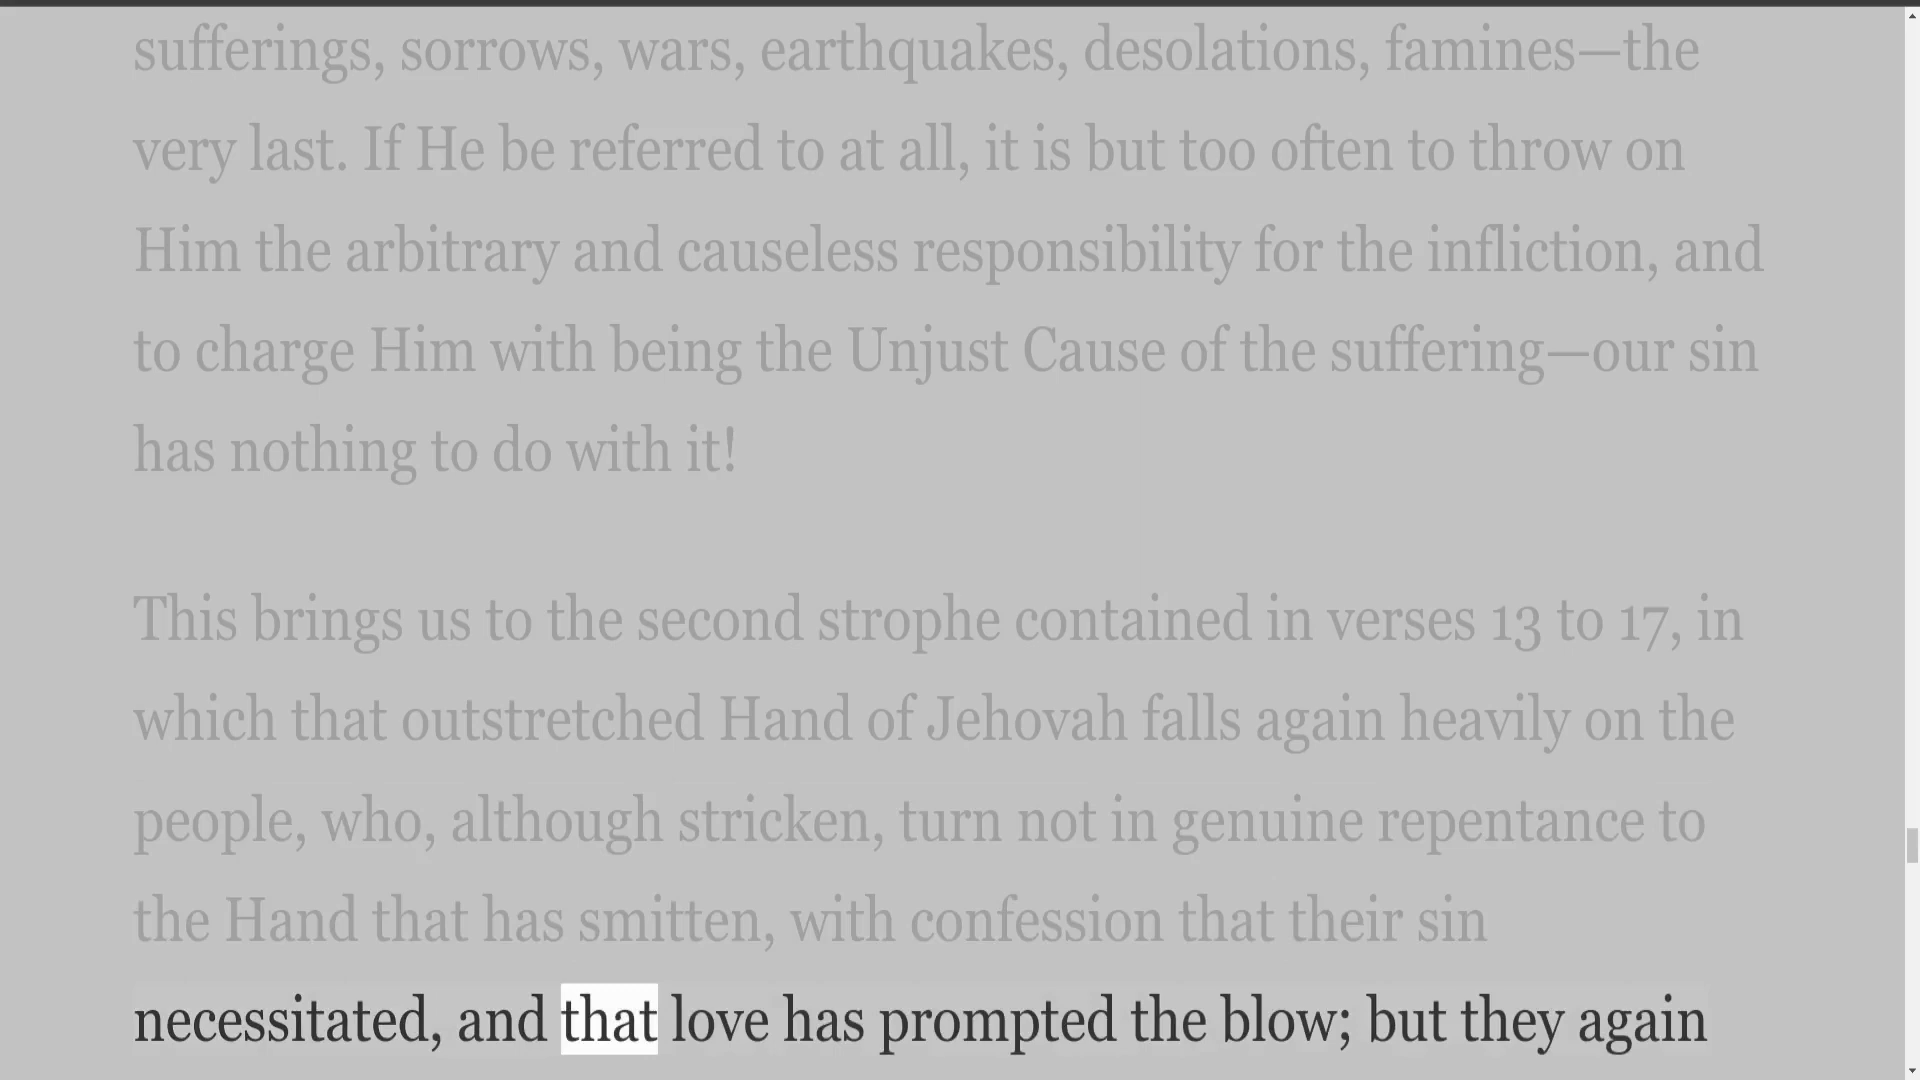 sufferings, sorrows, wars, earthquakes, desolations, famines—the
very last. If He be referred to at all, it is but too often to throw on
Him the arbitrary and causeless responsibility for the infliction, and
to charge Him with being the Unjust Cause of the suffering—our sin
has nothing to do with it!
This brings us to the second strophe contained in verses 13 to 17, in
which that outstretched Hand of Jehovah falls again heavily on the
people, who, although stricken, turn not in genuine repentance to
the Hand that has smitten, with confession that their sin
necessitated, and that love has prompted the blow; but they again